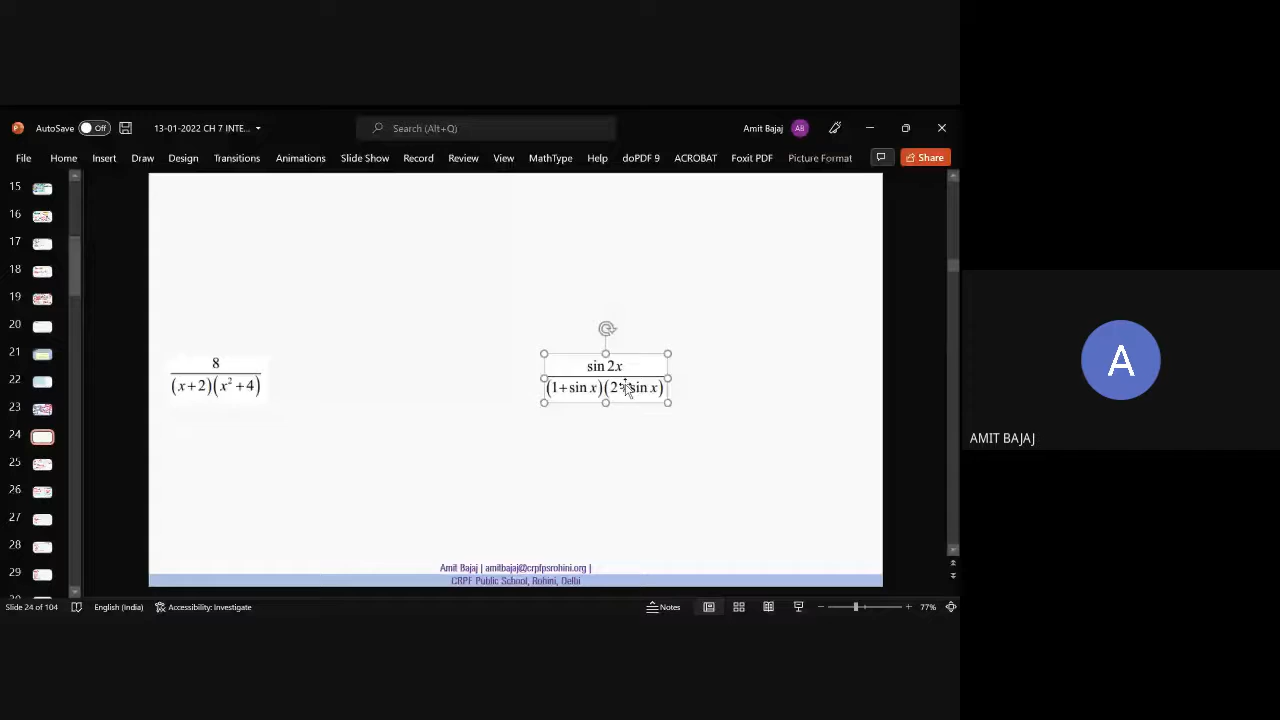 AutoSave Off 13-01-2022 CH 7 INTE... Search (Alt+Q) Amit Bajaj AB
File Home Insert Draw Design Transitions Animations Slide Show Record Review View MathType Help doPDF 9 ACROBAT Foxit PDF Picture Format Share
15
16
17
18
19
20
21
22
23
24
25
26
27
28
29
8
(x+2)(x²+4)
sin 2x
(1+sin x)(2+sin x)
A
AMIT BAJAJ
Amit Bajaj | amitbajaj@crpfpsrohini.org |
CRPF Public School, Rohini, Delhi
Slide 24 of 104 English (India) Accessibility: Investigate Notes 77%